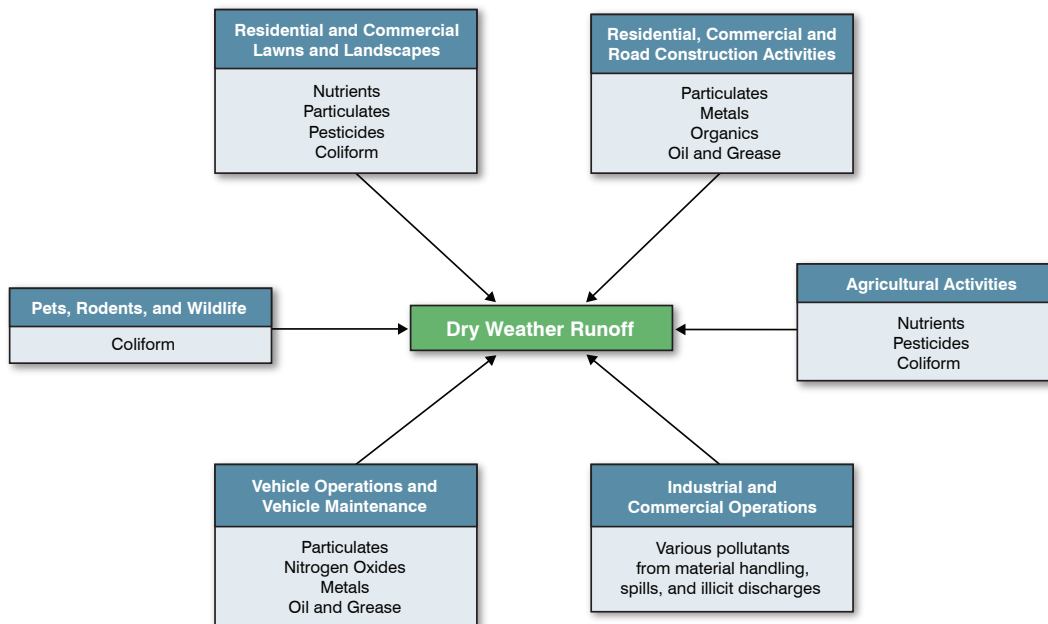 Residential and Commercial
Lawns and Landscapes
Nutrients
Particulates
Pesticides
Coliform
Residential, Commercial and
Road Construction Activities
Particulates
Metals
Organics
Oil and Grease
Pets, Rodents, and Wildlife
Coliform
Dry Weather Runoff
Agricultural Activities
Nutrients
Pesticides
Coliform
Vehicle Operations and
Vehicle Maintenance
Particulates
Nitrogen Oxides
Metals
Oil and Grease
Industrial and
Commercial Operations
Various pollutants
from material handling,
spills, and illicit discharges